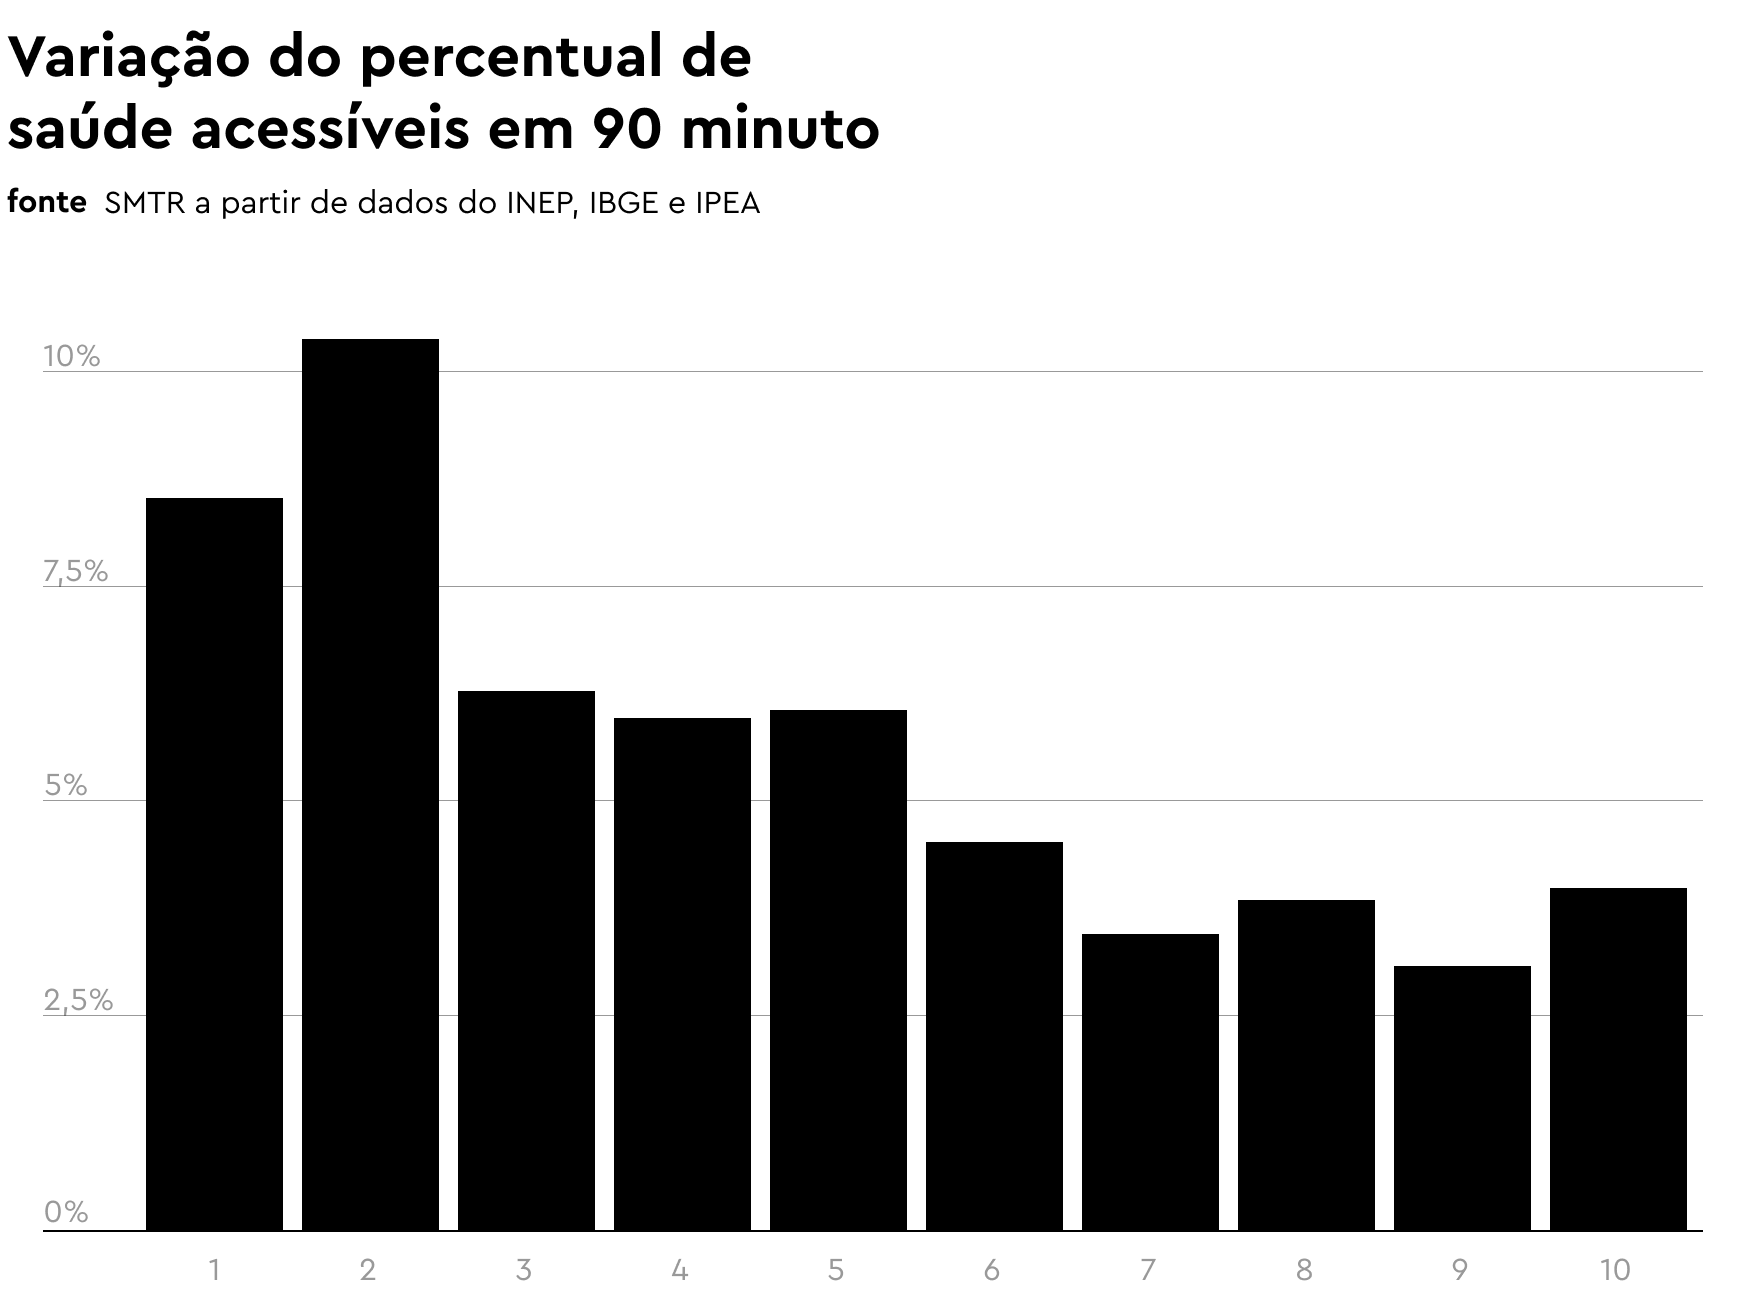 Variação do percentual de
saúde acessíveis em 90 minuto
fonte SMTR a partir de dados do INEP, IBGE e IPEA
10%
7,5%
5%
2,5%
0%
1 2 3 4 5 6 7 8 9 10